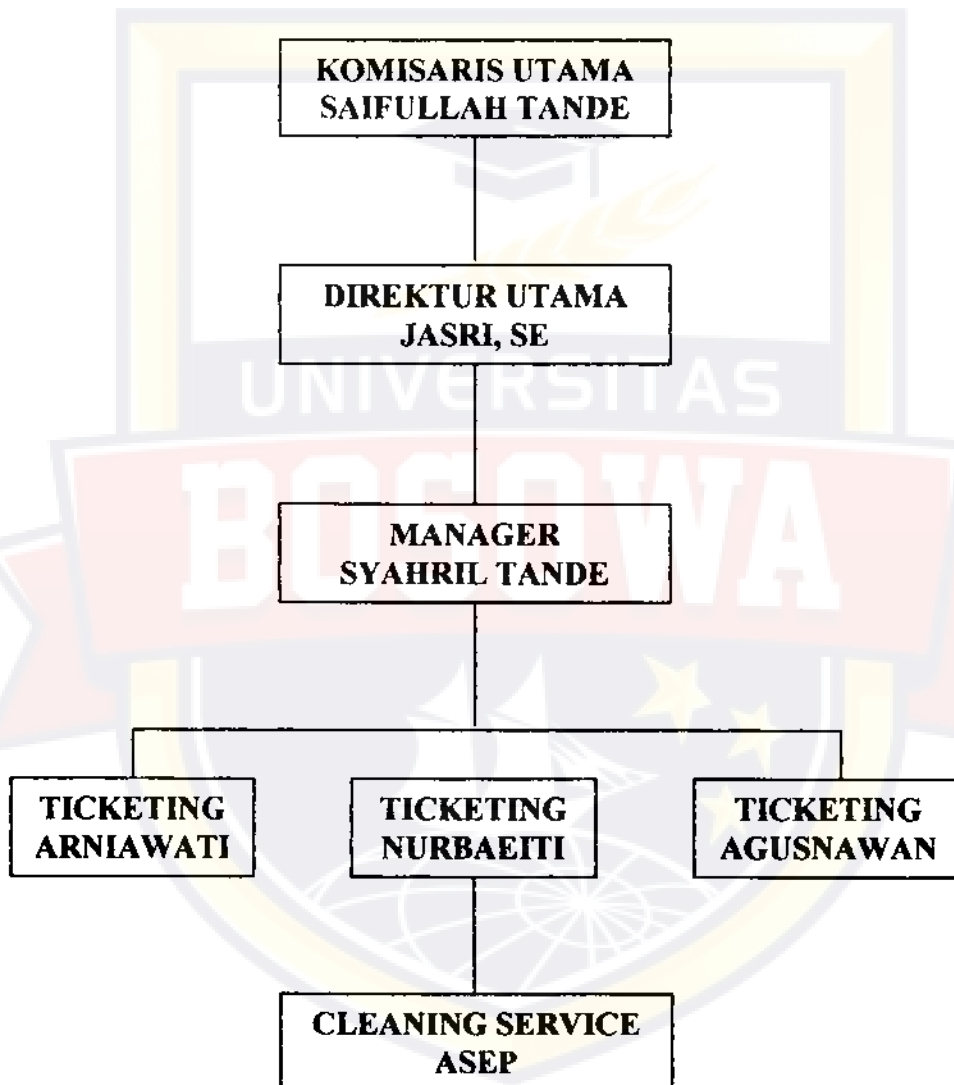 KOMISARIS UTAMA
SAIFULLAH TANDE
DIREKTUR UTAMA
JASRI, SE
UNIVERSITAS
BOSOWA
MANAGER
SYAHRIL TANDE
TICKETING
ARNIAWATI
TICKETING
NURBAEITI
TICKETING
AGUSNAWAN
CLEANING SERVICE
ASEP